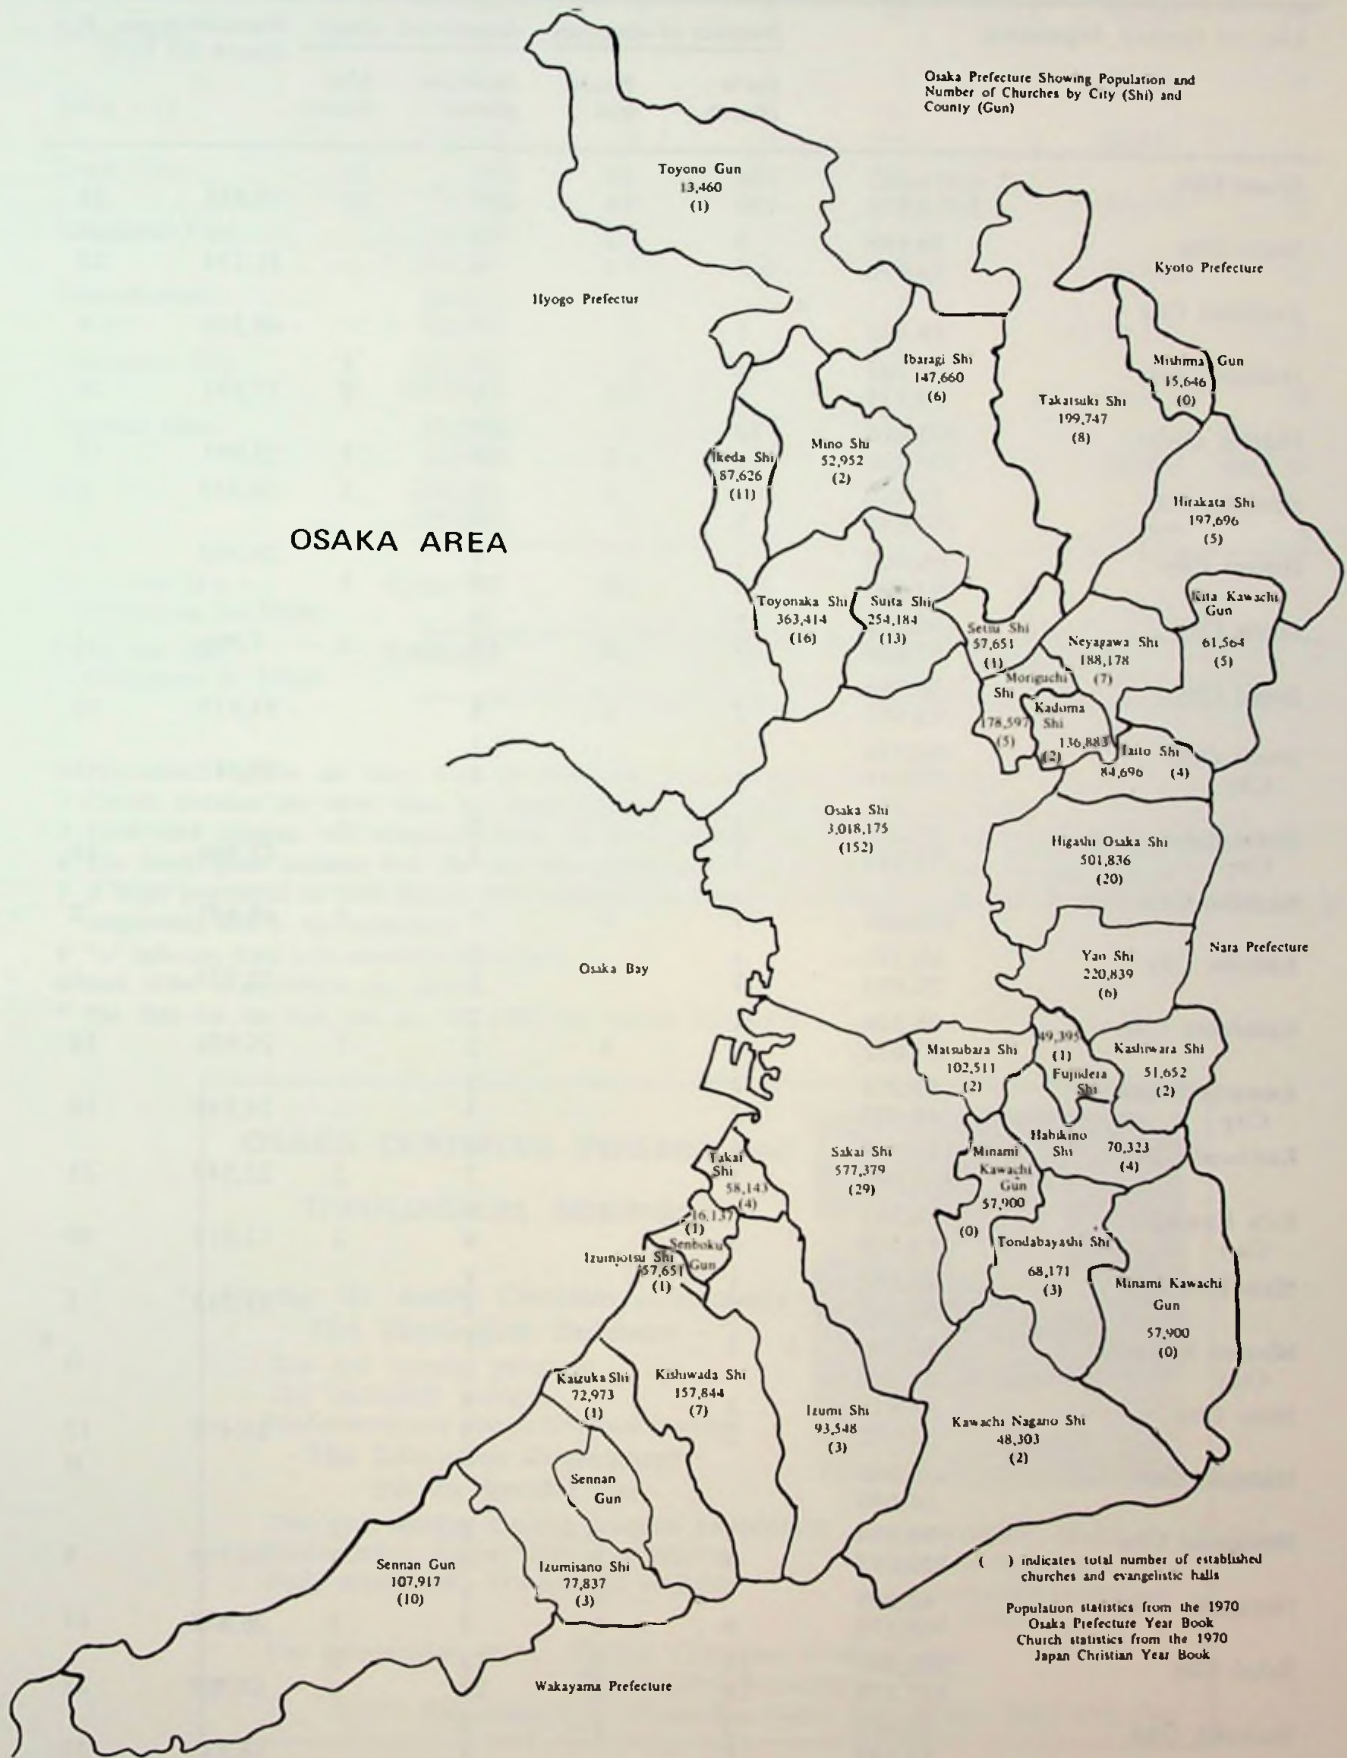 Osaka Prefecture Showing Population and
Number of Churches by City (Shi) and
County (Gun)
Toyono Gun
13,460
(1)
Kyoto Prefecture
Hyogo Prefectur
Ibaragi Shi
147,660
(6)
Mishima Gun
15,646
(0)
Takatsuki Shi
199,747
(8)
Mino Shi
52,952
(2)
Ikeda Shi
87,626
(11)
Hirakata Shi
197,696
(5)
OSAKA AREA
Toyonaka Shi
363,414
(16)
Suita Shi
254,184
(13)
Settsu Shi
57,651
(1)
Neyagawa Shi
188,178
(7)
Kita Kawachi
Gun
61,564
(5)
Moriguchi
Shi
178,597
(5)
Kadoma
Shi
136,883
(2)
Daito Shi
84,696 (4)
Osaka Shi
3,018,175
(152)
Higashi Osaka Shi
501,836
(20)
Nara Prefecture
Yao Shi
220,839
(6)
Osaka Bay
Matsubara Shi
102,511
(2)
49,395
(1)
Fujiidera
Shi
Kashiwara Shi
51,652
(2)
Habikino
Shi
70,323
(4)
Sakai Shi
577,379
(29)
Minami
Kawachi
Gun
57,900
(0)
Takai
Shi
58,143
(4)
16,137
(1)
Senboku
Gun
Izumiotsu Shi
57,651
(1)
Tondabayashi Shi
68,171
(3)
Minami Kawachi
Gun
57,900
(0)
Kaizuka Shi
72,973
(1)
Kishiwada Shi
157,844
(7)
Izumi Shi
93,548
(3)
Kawachi Nagano Shi
48,303
(2)
Sennan
Gun
Sennan Gun
107,917
(10)
Izumisano Shi
77,837
(3)
( ) indicates total number of established
churches and evangelistic halls
Population statistics from the 1970
Osaka Prefecture Year Book
Church statistics from the 1970
Japan Christian Year Book
Wakayama Prefecture